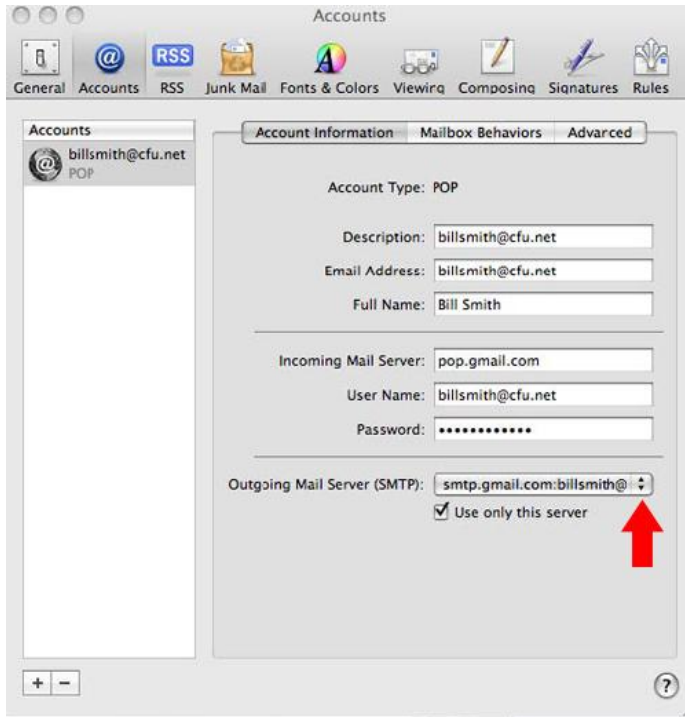 Accounts
General Accounts RSS Junk Mail Fonts & Colors Viewing Composing Signatures Rules
Accounts
billsmith@cfu.net
POP
Account Information Mailbox Behaviors Advanced
Account Type: POP
Description: billsmith@cfu.net
Email Address: billsmith@cfu.net
Full Name: Bill Smith
Incoming Mail Server: pop.gmail.com
User Name: billsmith@cfu.net
Password: ••••••••••••
Outgoing Mail Server (SMTP): smtp.gmail.com:billsmith@
Use only this server
+ − ?